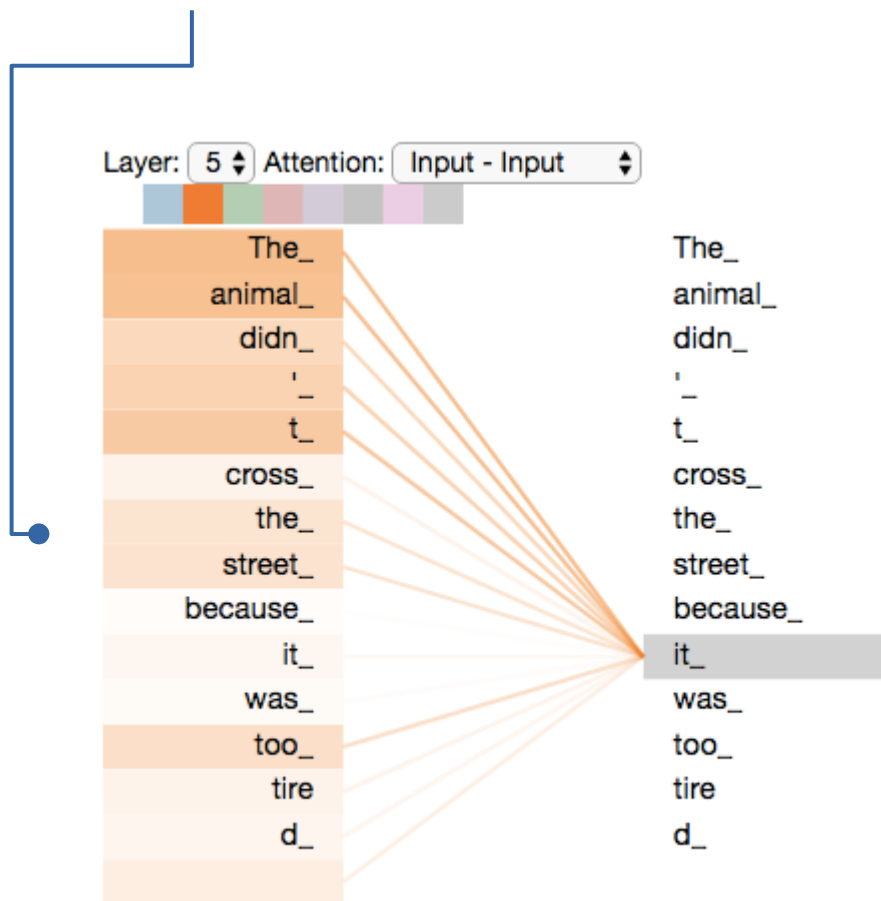 Layer: 5 Attention: Input - Input
The_ The_
animal_ animal_
didn_ didn_
'_ '_
t_ t_
cross_ cross_
the_ the_
street_ street_
because_ because_
it_ it_
was_ was_
too_ too_
tire tire
d_ d_